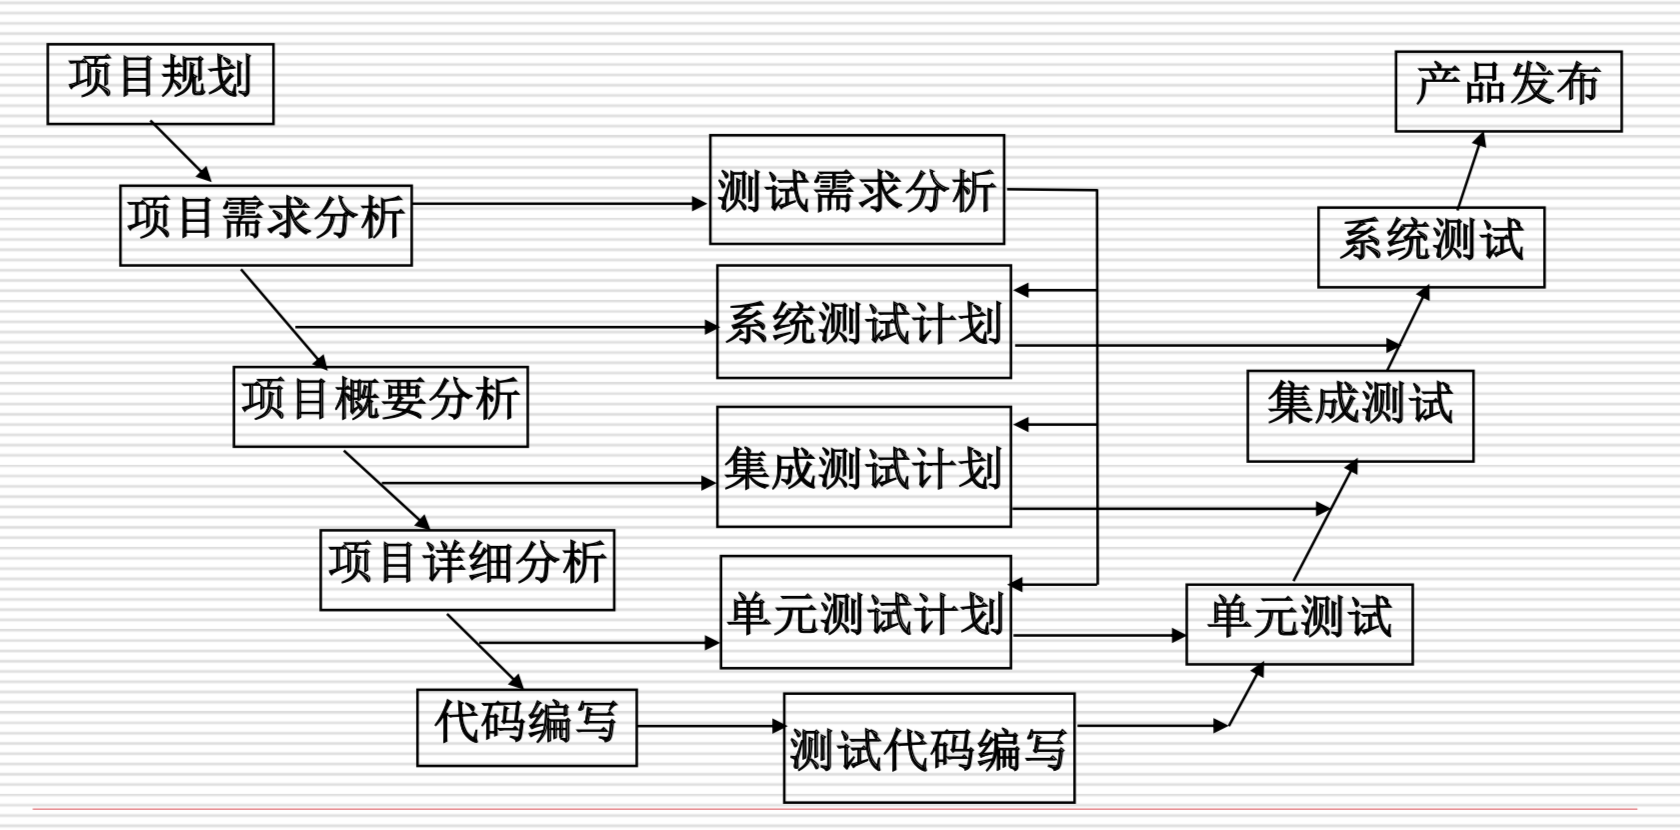 项目规划
产品发布
测试需求分析
项目需求分析
系统测试
系统测试计划
项目概要分析
集成测试
集成测试计划
项目详细分析
单元测试计划
单元测试
代码编写
测试代码编写